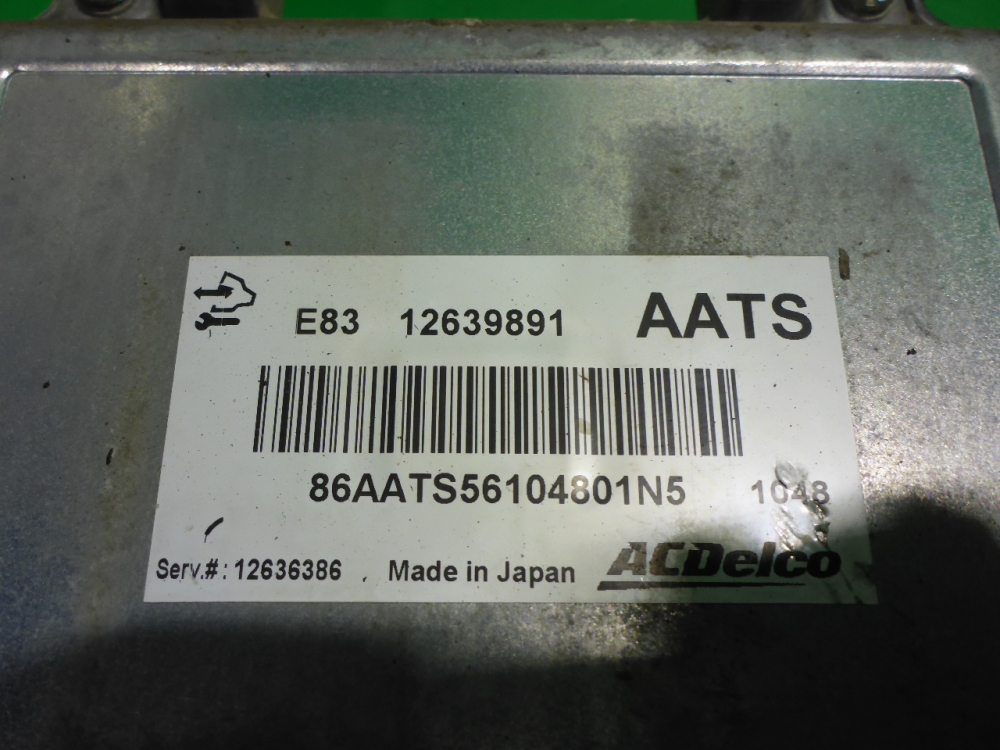 E83 12639891 AATS
86AATS56104801N5 1048
Serv.#: 12636386 Made in Japan ACDelco